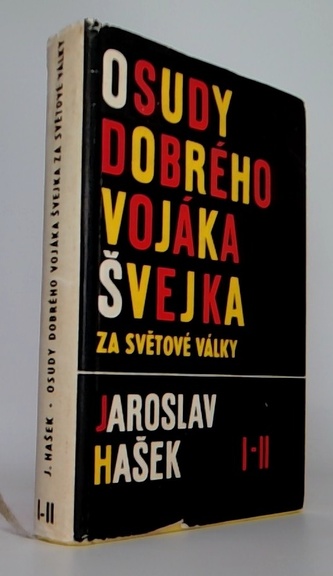 OSUDY
DOBRÉHO
VOJÁKA
ŠVEJKA
ZA SVĚTOVÉ VÁLKY
JAROSLAV
HAŠEK I-II
J. HAŠEK • OSUDY DOBRÉHO VOJÁKA ŠVEJKA ZA SVĚTOVÉ VÁLKY
I-II